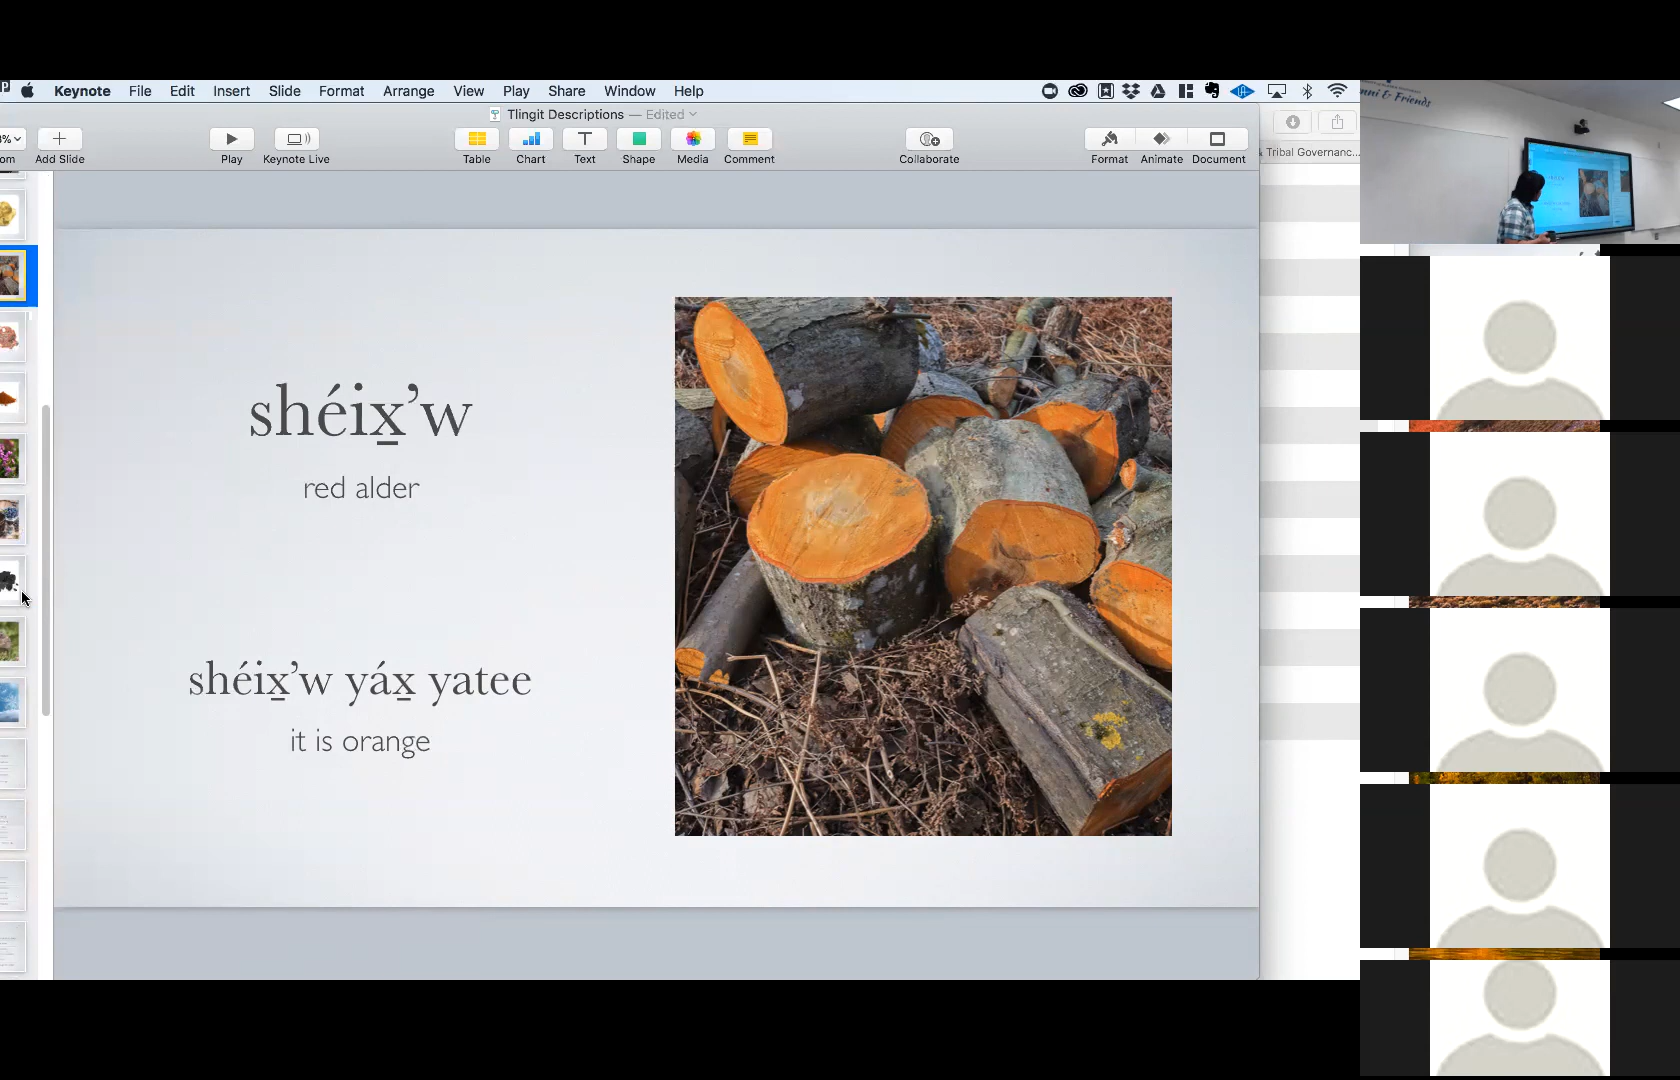 Keynote File Edit Insert Slide Format Arrange View Play Share Window Help
Tlingit Descriptions — Edited
Add Slide Play Keynote Live Table Chart Text Shape Media Comment Collaborate Format Animate Document
& Tribal Governanc...
nni & Friends
shéix̱’w
red alder
shéix̱’w yáx̱ yatee
it is orange